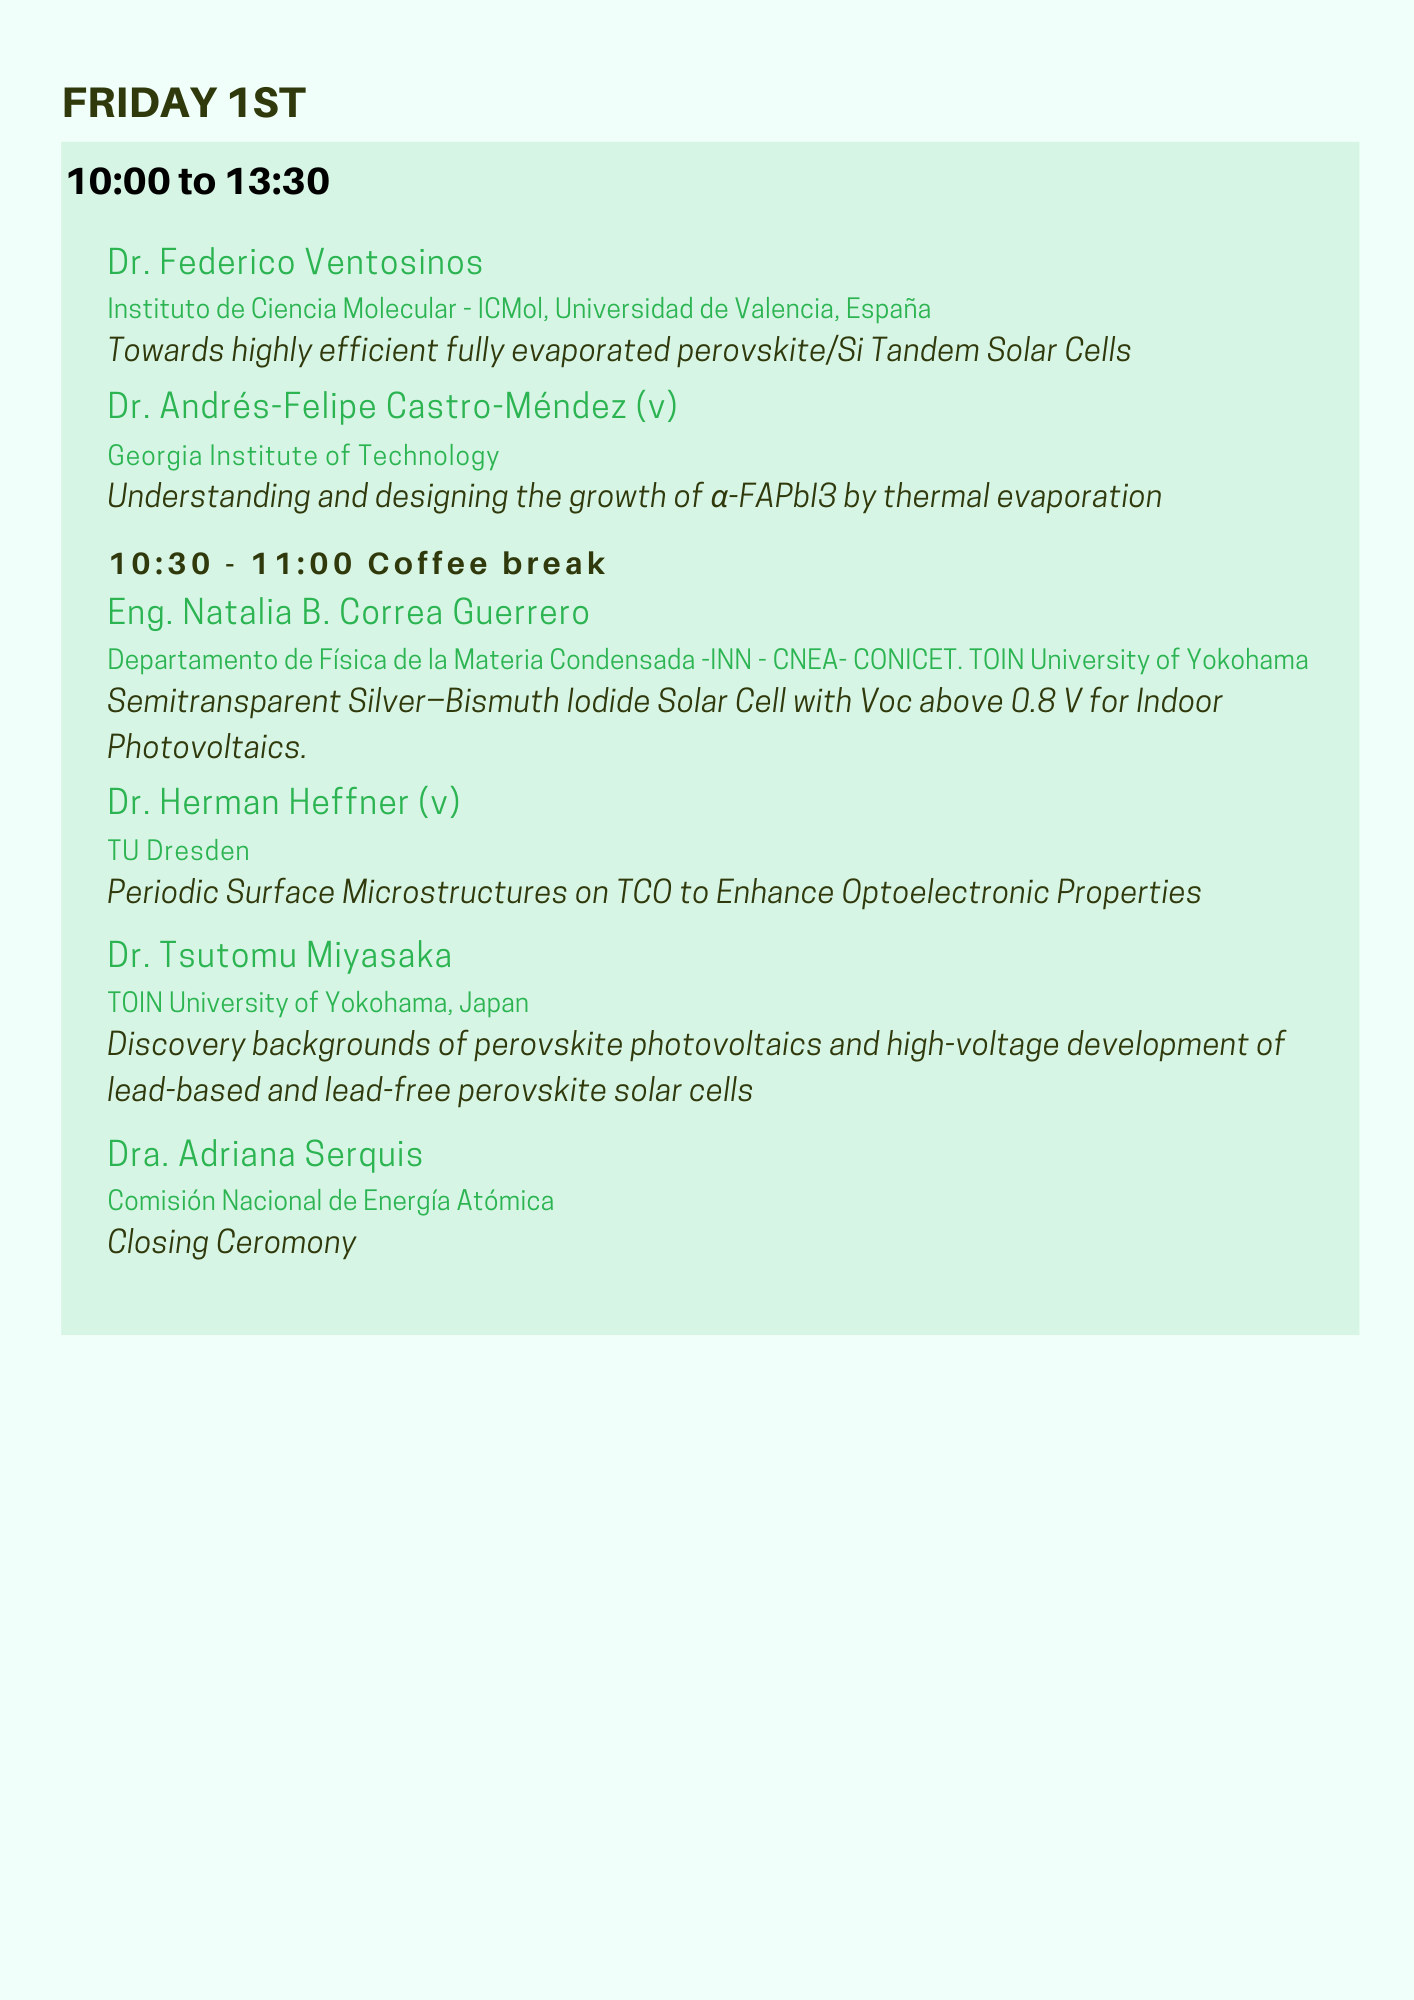 FRIDAY 1ST
10:00 to 13:30
Dr. Federico Ventosinos
Instituto de Ciencia Molecular - ICMol, Universidad de Valencia, España
Towards highly efficient fully evaporated perovskite/Si Tandem Solar Cells
Dr. Andrés-Felipe Castro-Méndez (v)
Georgia Institute of Technology
Understanding and designing the growth of α-FAPbI3 by thermal evaporation
10:30 - 11:00 Coffee break
Eng. Natalia B. Correa Guerrero
Departamento de Física de la Materia Condensada -INN - CNEA- CONICET. TOIN University of Yokohama
Semitransparent Silver–Bismuth Iodide Solar Cell with Voc above 0.8 V for Indoor
Photovoltaics.
Dr. Herman Heffner (v)
TU Dresden
Periodic Surface Microstructures on TCO to Enhance Optoelectronic Properties
Dr. Tsutomu Miyasaka
TOIN University of Yokohama, Japan
Discovery backgrounds of perovskite photovoltaics and high-voltage development of
lead-based and lead-free perovskite solar cells
Dra. Adriana Serquis
Comisión Nacional de Energía Atómica
Closing Ceromony